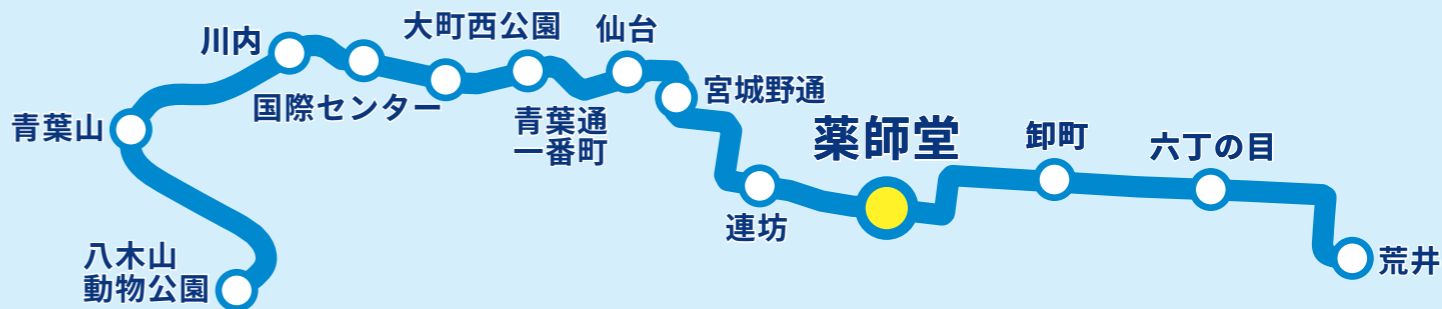 川内
大町西公園
仙台
青葉山
国際センター
青葉通
一番町
宮城野通
薬師堂
卸町
六丁の目
連坊
八木山
動物公園
荒井